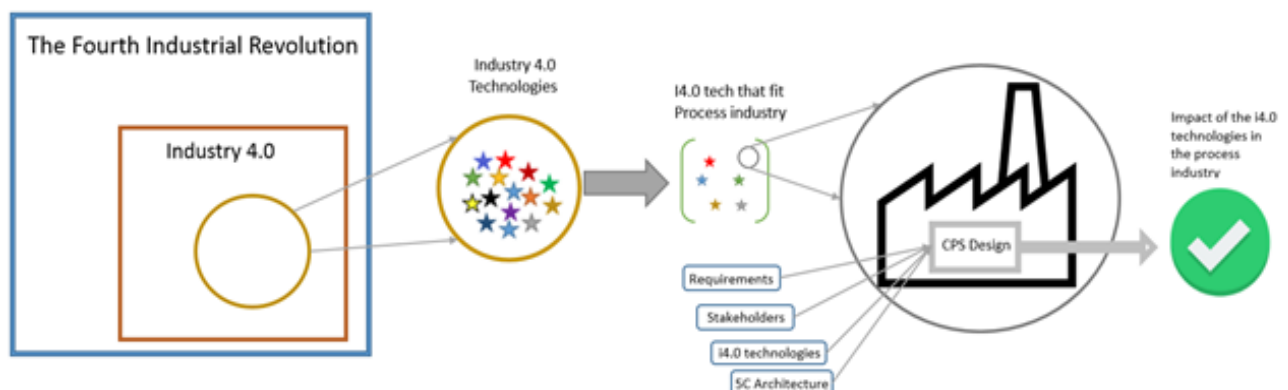 The Fourth Industrial Revolution
Industry 4.0
Industry 4.0
Technologies
I4.0 tech that fit
Process industry
CPS Design
Requirements
Stakeholders
i4.0 technologies
5C Architecture
Impact of the i4.0
technologies in
the process
industry